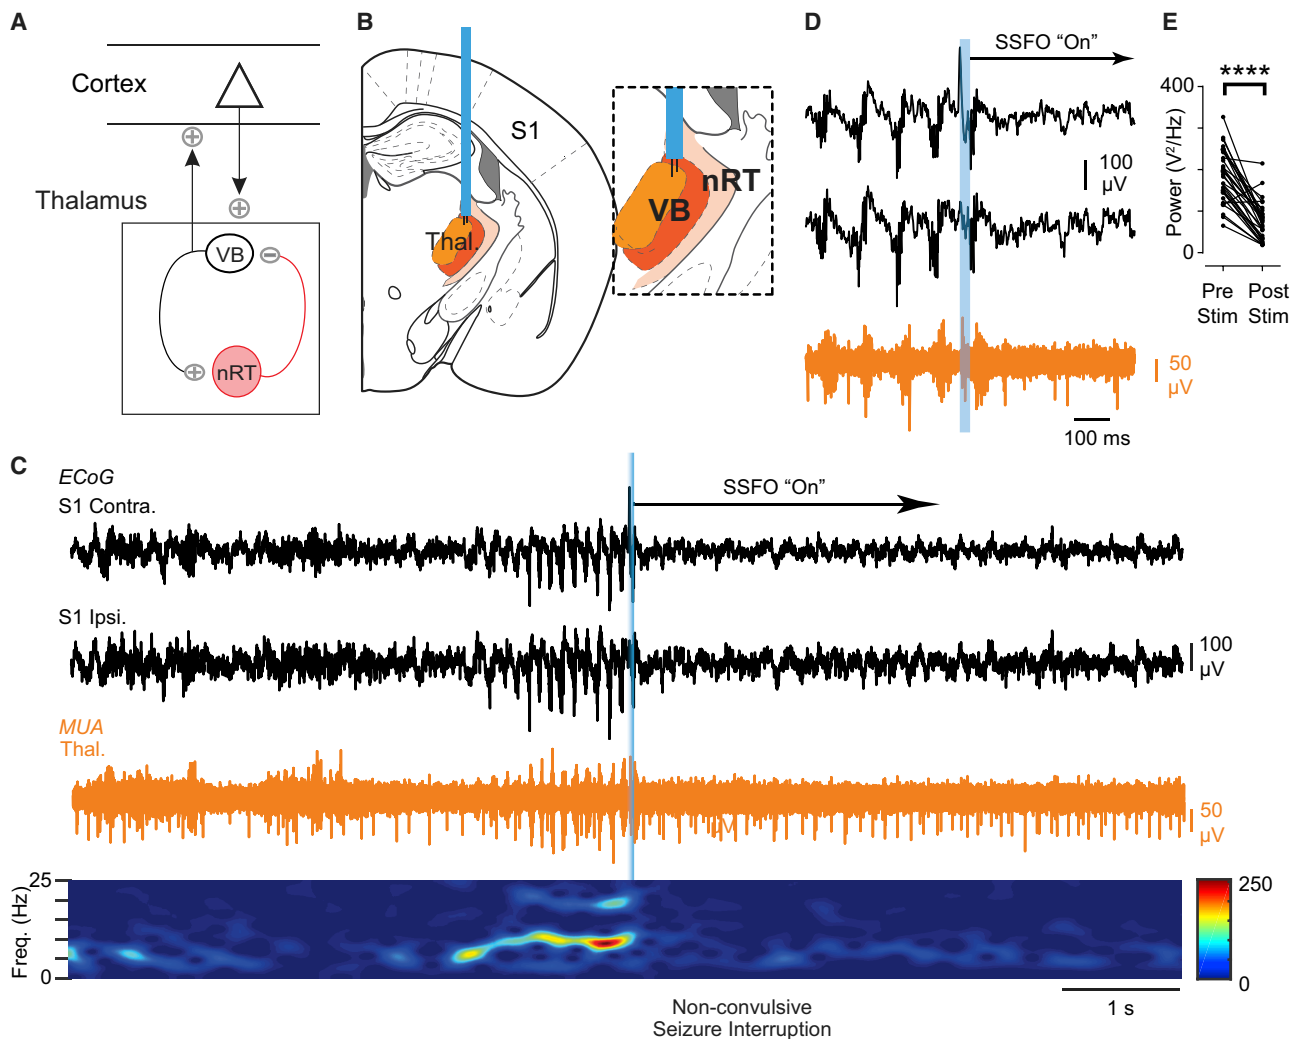 A
Cortex
+
+
Thalamus
VB
−
+
nRT
B
S1
Thal.
nRT
VB
D
SSFO “On”
100
µV
50
µV
100 ms
E
****
400
Power (V²/Hz)
0
Pre
Stim
Post
Stim
C
ECoG
S1 Contra.
SSFO “On”
S1 Ipsi.
100
µV
MUA
Thal.
µV
50
µV
25
Freq. (Hz)
0
250
0
1 s
Non-convulsive
Seizure Interruption